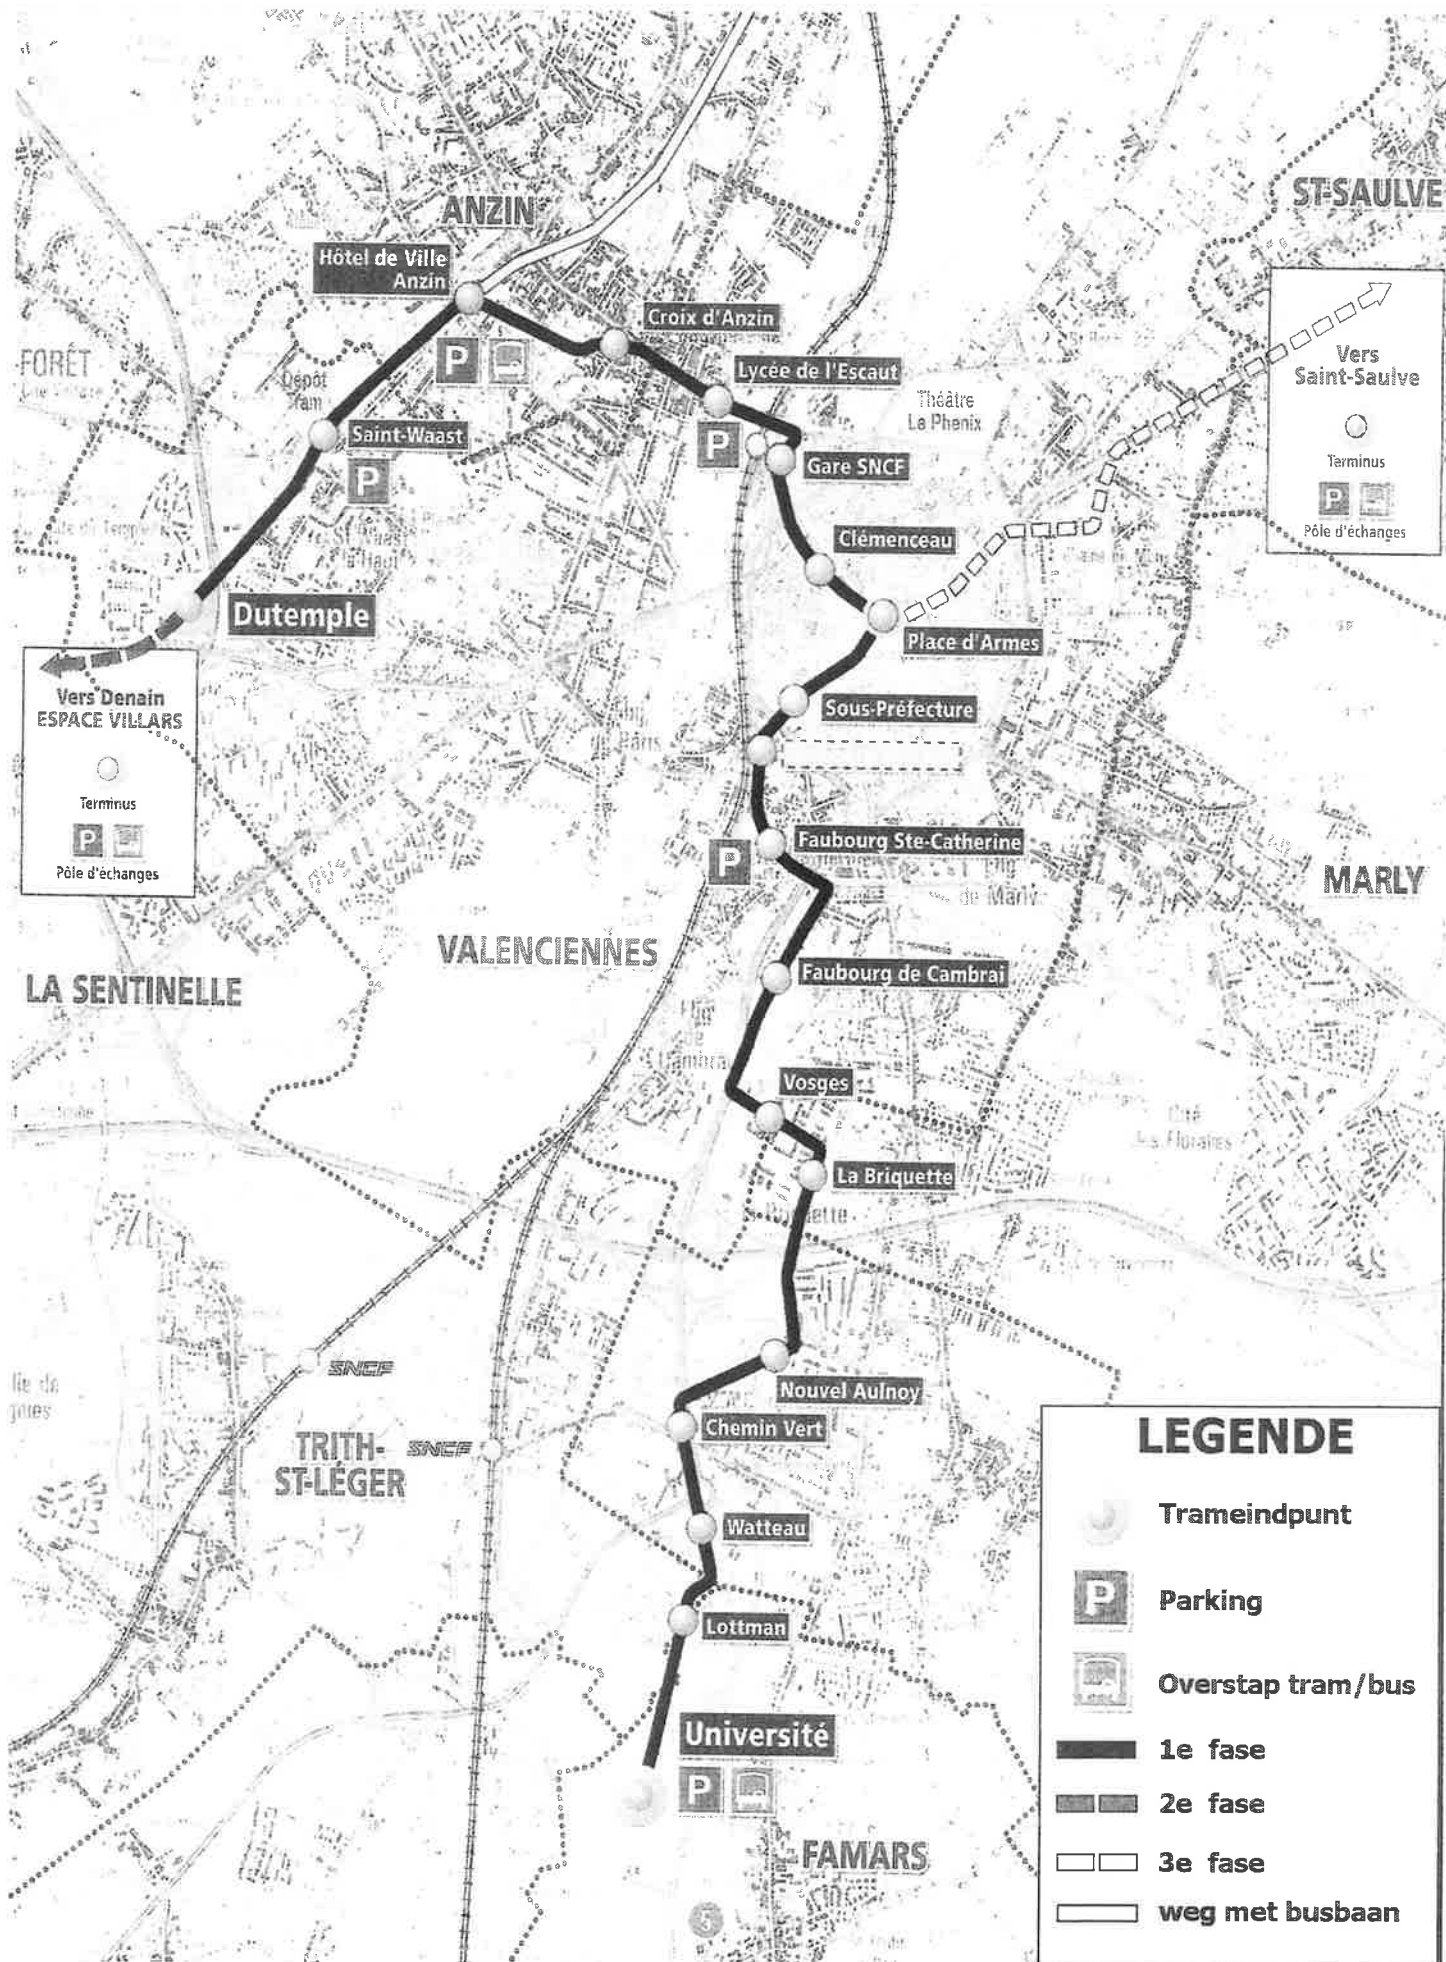 ANZIN
ST-SAULVE
Hôtel de Ville
Anzin
Croix d'Anzin
FORÊT
Dépôt
Tram
Lycée de l'Escaut
Théâtre
Le Phenix
Vers
Saint-Saulve
Terminus
P
Pôle d'échanges
P
Saint-Waast
P
P
Gare SNCF
Clémenceau
Dutemple
Place d'Armes
Vers Denain
ESPACE VILLARS
Terminus
P
Pôle d'échanges
Sous-Préfecture
Faubourg Ste-Catherine
P
de Marly
MARLY
VALENCIENNES
LA SENTINELLE
Faubourg de Cambrai
Vosges
La Briquette
Cité
SNCF
Nouvel Aulnoy
Chemin Vert
TRITH-
ST-LÉGER
SNCF
Watteau
Lottman
Université
P
FAMARS
5
LEGENDE
Trameindpunt
P
Parking
Overstap tram/bus
1e fase
2e fase
3e fase
weg met busbaan